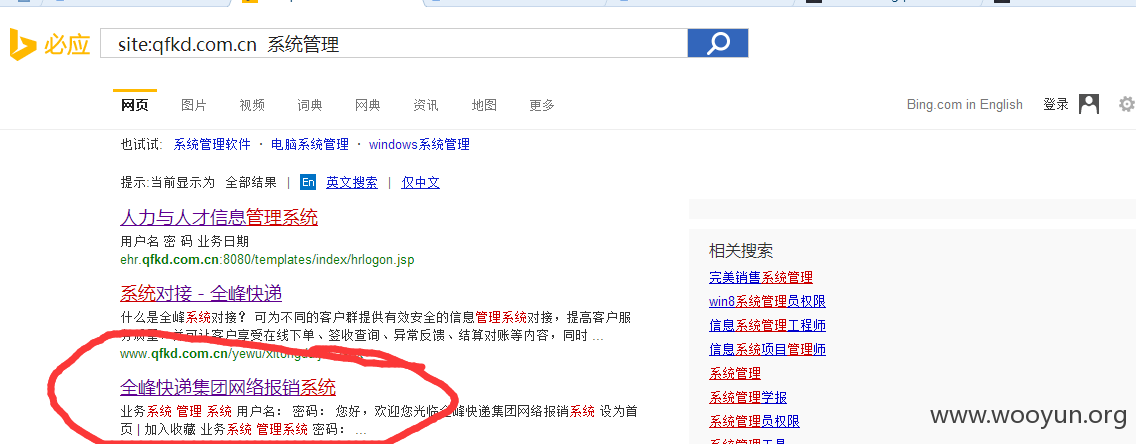 必应
site:qfkd.com.cn 系统管理
网页 图片 视频 词典 网典 资讯 地图 更多
Bing.com in English 登录
也试试: 系统管理软件 · 电脑系统管理 · windows系统管理
提示:当前显示为 全部结果 | En 英文搜索 | 仅中文
人力与人才信息管理系统
用户名 密 码 业务日期
ehr.qfkd.com.cn:8080/templates/index/hrlogon.jsp
系统对接 - 全峰快递
什么是全峰系统对接? 可为不同的客户群提供有效安全的信息管理系统对接，提高客户服
务质量，并可让客户享受在线下单、签收查询、异常反馈、结算对账等内容，同时 ...
www.qfkd.com.cn/yewu/
全峰快递集团网络报销系统
业务系统 管理 系统 用户名： 密码： 您好，欢迎您光临全峰快递集团网络报销系统 设为首
页 | 加入收藏 业务系统 管理系统 密码： ...
相关搜索
完美销售系统管理
win8系统管理员权限
信息系统管理工程师
信息系统项目管理师
系统管理
系统管理学报
系统管理员权限
系统管理工具
www.wooyun.org